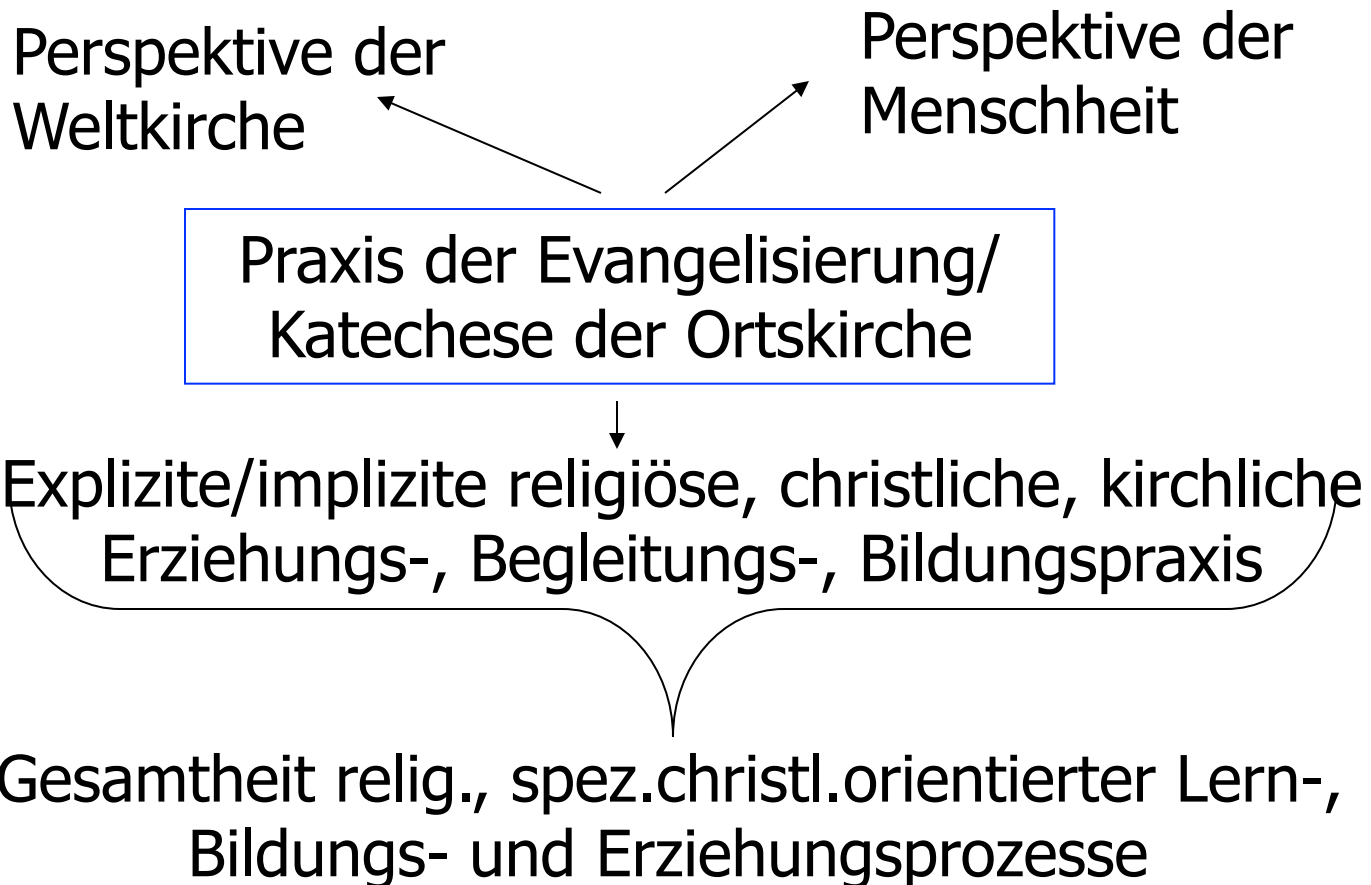 Perspektive der
Weltkirche
Perspektive der
Menschheit
Praxis der Evangelisierung/
Katechese der Ortskirche
Explizite/implizite religiöse, christliche, kirchliche
Erziehungs-, Begleitungs-, Bildungspraxis
Gesamtheit relig., spez.christl.orientierter Lern-,
Bildungs- und Erziehungsprozesse